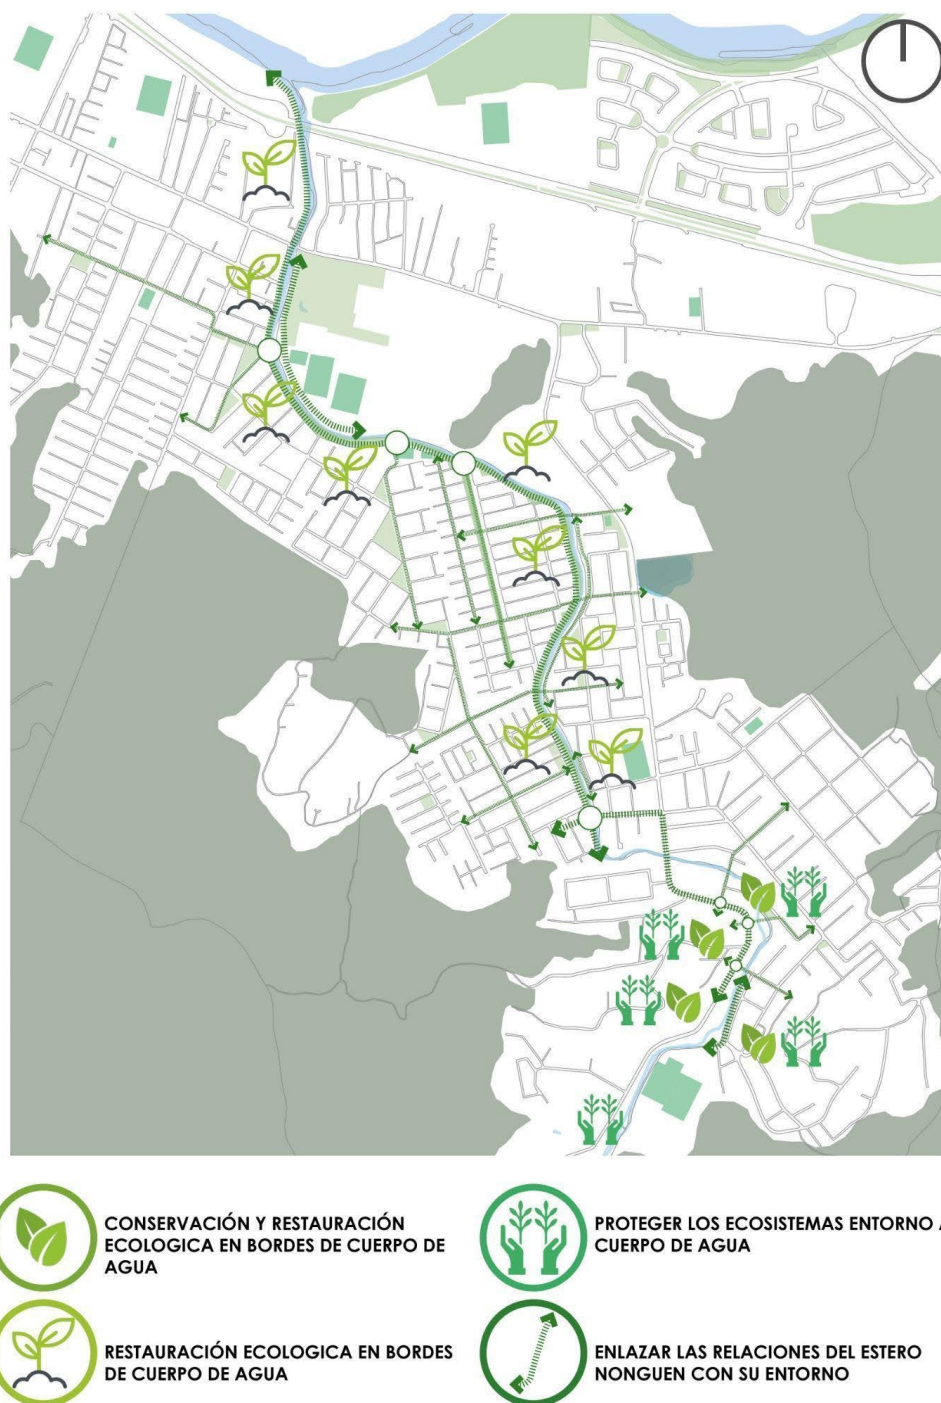 CONSERVACIÓN Y RESTAURACIÓN
ECOLOGICA EN BORDES DE CUERPO DE
AGUA
RESTAURACIÓN ECOLOGICA EN BORDES
DE CUERPO DE AGUA
PROTEGER LOS ECOSISTEMAS ENTORNO
CUERPO DE AGUA
ENLAZAR LAS RELACIONES DEL ESTERO
NONGUEN CON SU ENTORNO